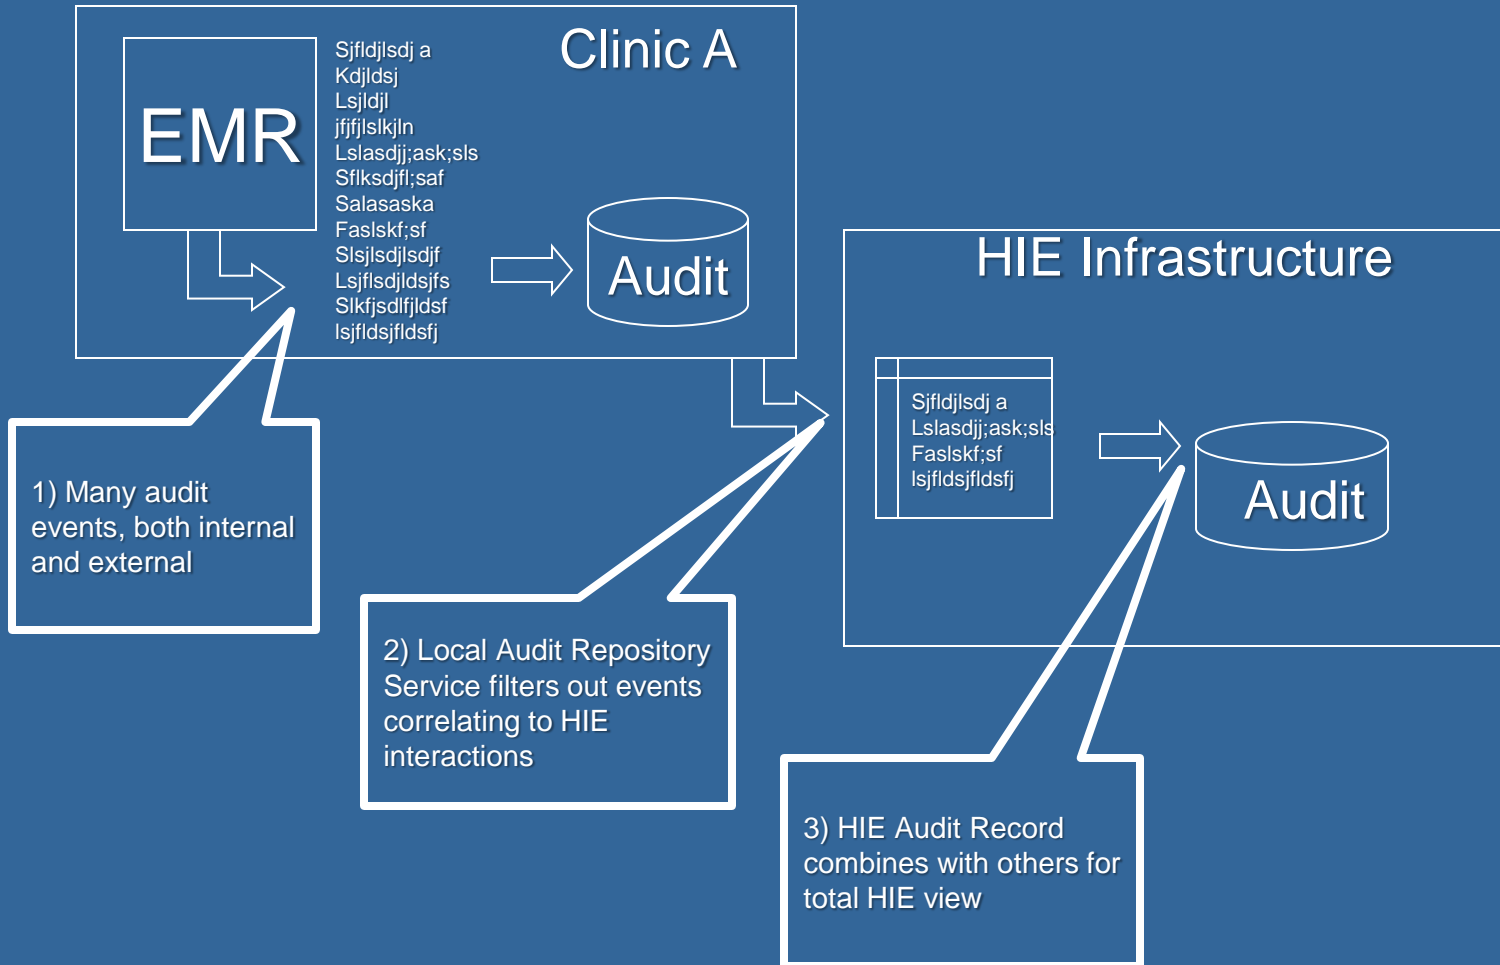 Clinic A
EMR
Sjfldjlsdj a
Kdjldsj
Lsjldjl
jfjfjlslkjln
Lslasdjj;ask;sls
Sflksdjfl;saf
Salasaska
Faslskf;sf
Slsjlsdjlsdjf
Lsjflsdjldsjfs
Slkfjsdlfjldsf
lsjfldsjfldsfj
Audit
HIE Infrastructure
Sjfldjlsdj a
Lslasdjj;ask;sls
Faslskf;sf
lsjfldsjfldsfj
Audit
1) Many audit
events, both internal
and external
2) Local Audit Repository
Service filters out events
correlating to HIE
interactions
3) HIE Audit Record
combines with others for
total HIE view